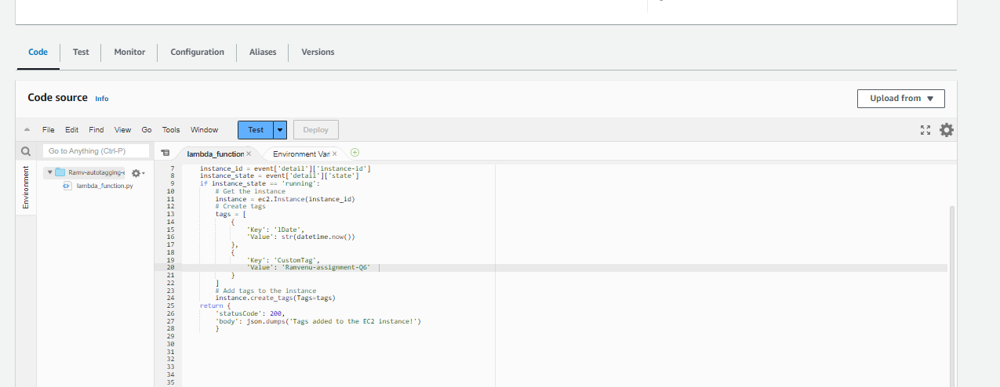 Code Test Monitor Configuration Aliases Versions
Code source Info
Upload from
File Edit Find View Go Tools Window Test Deploy
Go to Anything (Ctrl-P)
lambda_function
Environment Var
Environment
Ramv-autotagging-e
lambda_function.py
7 instance_id = event['detail']['instance-id']
8 instance_state = event['detail']['state']
9 if instance_state == 'running':
10 # Get the instance
11 instance = ec2.Instance(instance_id)
12 # Create tags
13 tags = [
14 {
15 'Key': 'lDate',
16 'Value': str(datetime.now())
17 },
18 {
19 'Key': 'CustomTag',
20 'Value': 'Ramvenu-assignment-Q6'
21 }
22 ]
23 # Add tags to the instance
24 instance.create_tags(Tags=tags)
25 return {
26 'statusCode': 200,
27 'body': json.dumps('Tags added to the EC2 instance!')
28 }
29
30
31
32
33
34
35